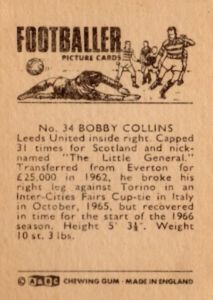 FOOTBALLER
PICTURE CARDS
No. 34 BOBBY COLLINS
Leeds United inside right. Capped
31 times for Scotland and nick-
named "The Little General."
Transferred from Everton for
£25,000 in 1962, he broke his
right leg against Torino in an
Inter-Cities Fairs Cup-tie in Italy
in October, 1965, but recovered
in time for the start of the 1966
season. Height 5' 3½". Weight
10 st. 3 lbs.
© A&BC CHEWING GUM · MADE IN ENGLAND